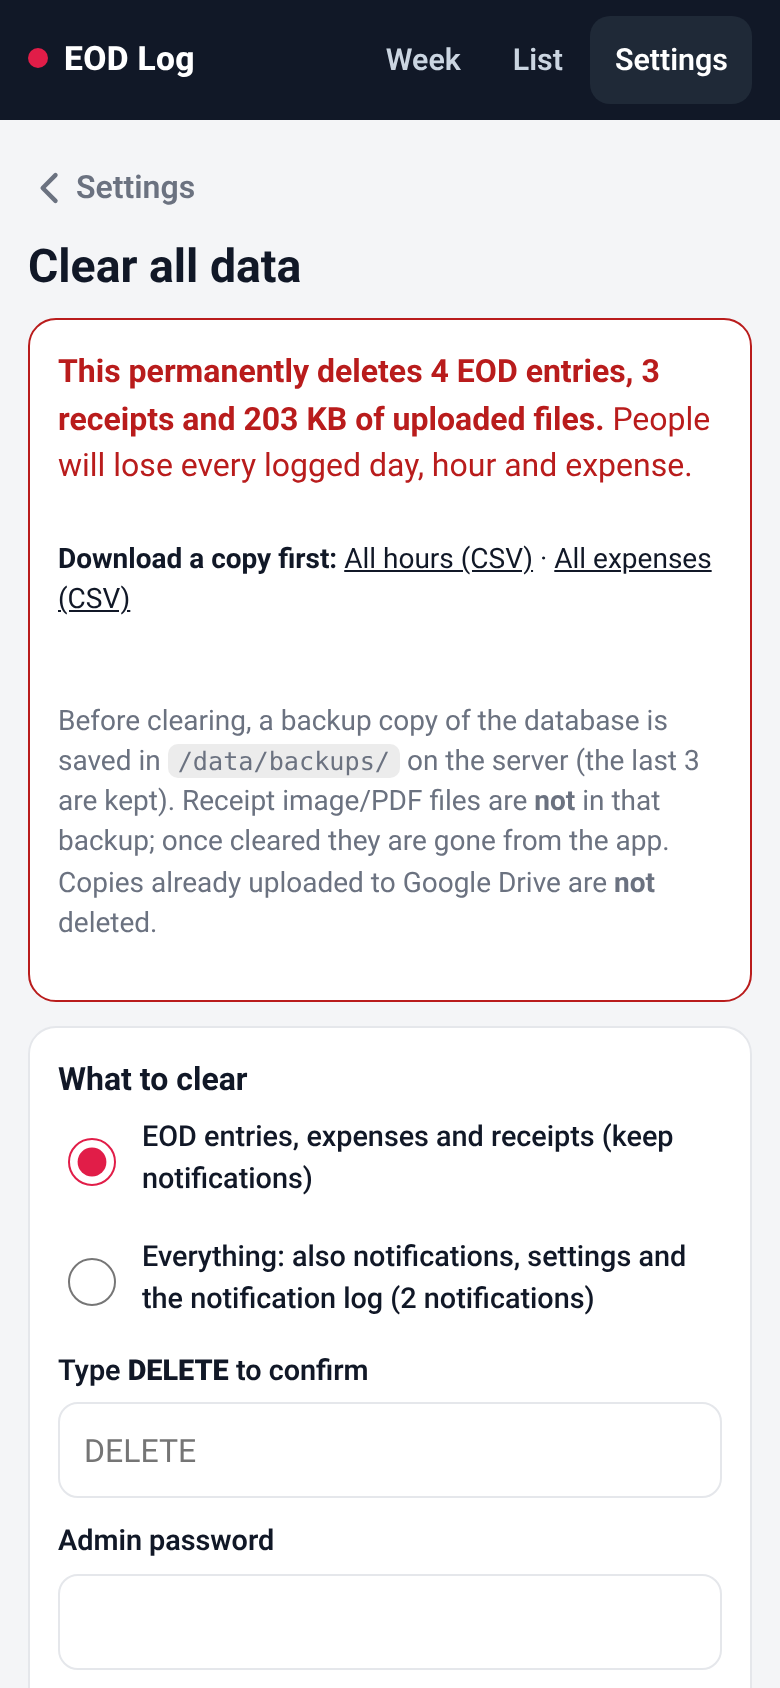 EOD Log
Week
List
Settings
Settings
Clear all data
This permanently deletes 4 EOD entries, 3
receipts and 203 KB of uploaded files. People
will lose every logged day, hour and expense.
Download a copy first: All hours (CSV) · All expenses
(CSV)
Before clearing, a backup copy of the database is
saved in /data/backups/ on the server (the last 3
are kept). Receipt image/PDF files are not in that
backup; once cleared they are gone from the app.
Copies already uploaded to Google Drive are not
deleted.
What to clear
EOD entries, expenses and receipts (keep
notifications)
Everything: also notifications, settings and
the notification log (2 notifications)
Type DELETE to confirm
DELETE
Admin password